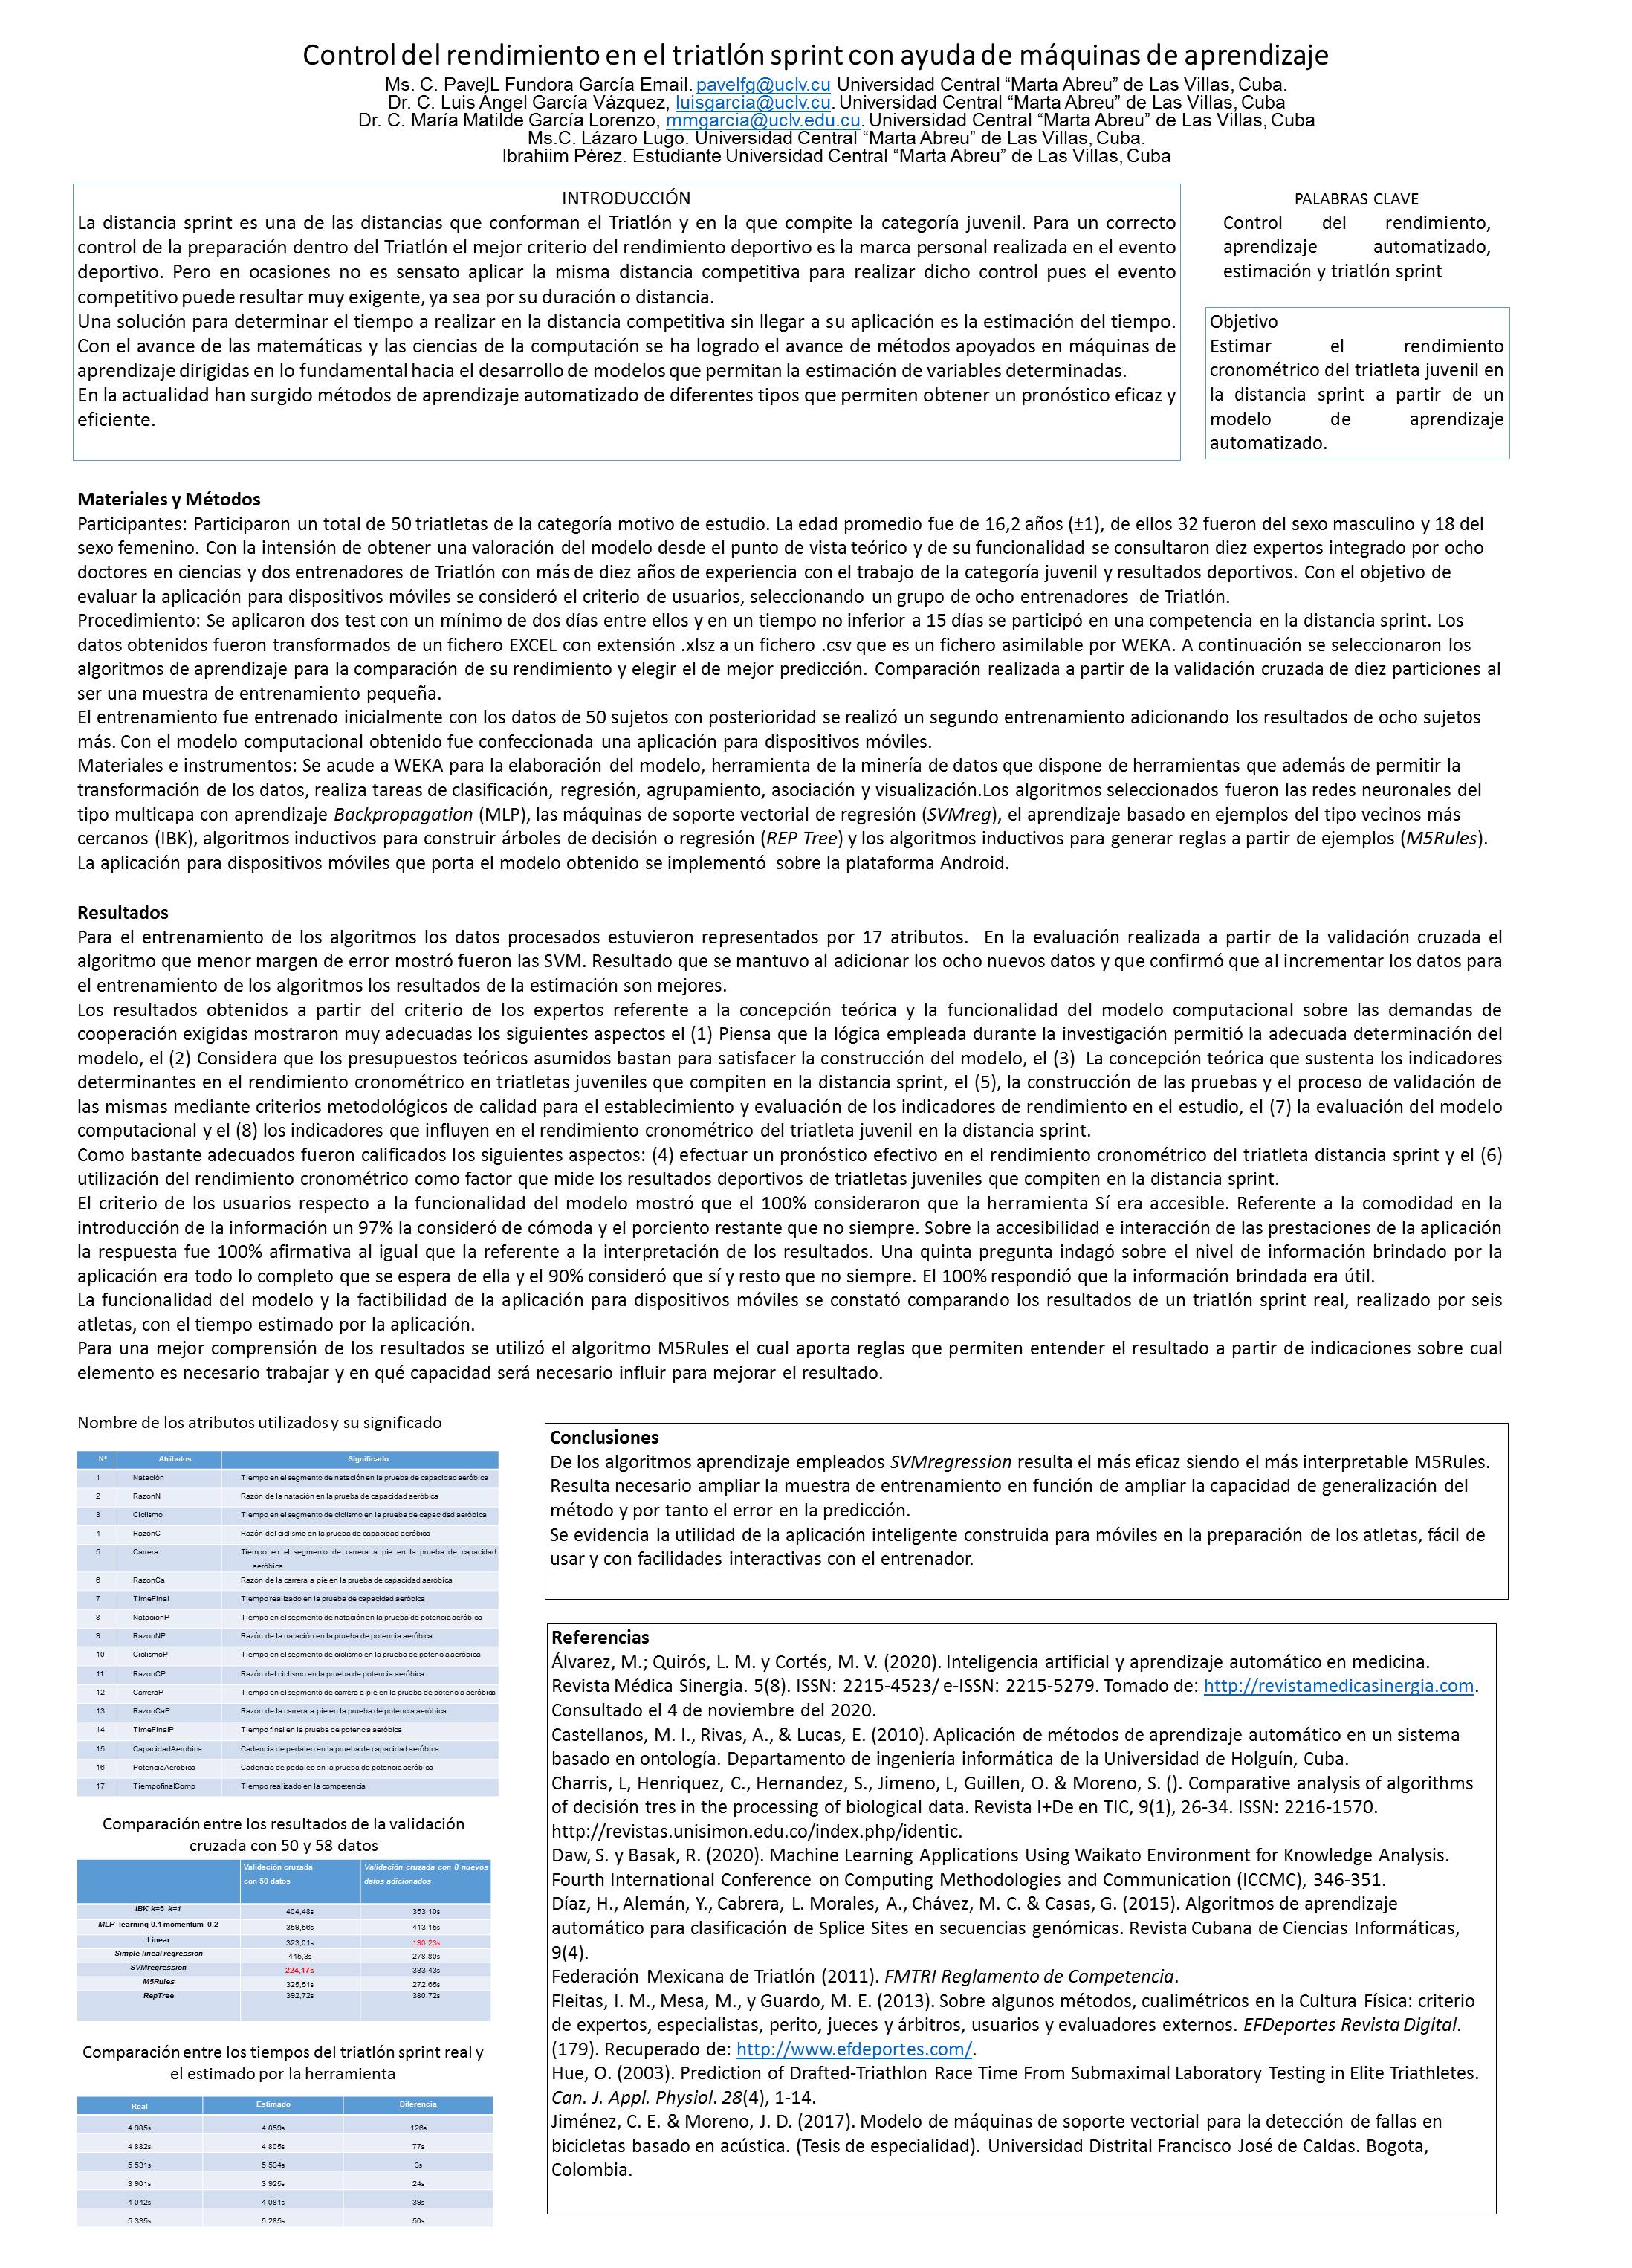 Control del rendimiento en el triatlón sprint con ayuda de máquinas de aprendizaje
Ms. C. PavelL Fundora García Email. pavelfg@uclv.cu Universidad Central “Marta Abreu” de Las Villas, Cuba.
Dr. C. Luis Ángel García Vázquez, luisgarcia@uclv.cu. Universidad Central “Marta Abreu” de Las Villas, Cuba
Dr. C. María Matilde García Lorenzo, mmgarcia@uclv.edu.cu. Universidad Central “Marta Abreu” de Las Villas, Cuba
Ms.C. Lázaro Lugo. Universidad Central “Marta Abreu” de Las Villas, Cuba.
Ibrahiim Pérez. Estudiante Universidad Central “Marta Abreu” de Las Villas, Cuba
INTRODUCCIÓN
La distancia sprint es una de las distancias que conforman el Triatlón y en la que compite la categoría juvenil. Para un correcto
control de la preparación dentro del Triatlón el mejor criterio del rendimiento deportivo es la marca personal realizada en el evento
deportivo. Pero en ocasiones no es sensato aplicar la misma distancia competitiva para realizar dicho control pues el evento
competitivo puede resultar muy exigente, ya sea por su duración o distancia.
Una solución para determinar el tiempo a realizar en la distancia competitiva sin llegar a su aplicación es la estimación del tiempo.
Con el avance de las matemáticas y las ciencias de la computación se ha logrado el avance de métodos apoyados en máquinas de
aprendizaje dirigidas en lo fundamental hacia el desarrollo de modelos que permitan la estimación de variables determinadas.
En la actualidad han surgido métodos de aprendizaje automatizado de diferentes tipos que permiten obtener un pronóstico eficaz y
eficiente.
PALABRAS CLAVE
Control del rendimiento,
aprendizaje automatizado,
estimación y triatlón sprint
Objetivo
Estimar el rendimiento
cronométrico del triatleta juvenil en
la distancia sprint a partir de un
modelo de aprendizaje
automatizado.
Materiales y Métodos
Participantes: Participaron un total de 50 triatletas de la categoría motivo de estudio. La edad promedio fue de 16,2 años (±1), de ellos 32 fueron del sexo masculino y 18 del
sexo femenino. Con la intensión de obtener una valoración del modelo desde el punto de vista teórico y de su funcionalidad se consultaron diez expertos integrado por ocho
doctores en ciencias y dos entrenadores de Triatlón con más de diez años de experiencia con el trabajo de la categoría juvenil y resultados deportivos. Con el objetivo de
evaluar la aplicación para dispositivos móviles se consideró el criterio de usuarios, seleccionando un grupo de ocho entrenadores de Triatlón.
Procedimiento: Se aplicaron dos test con un mínimo de dos días entre ellos y en un tiempo no inferior a 15 días se participó en una competencia en la distancia sprint. Los
datos obtenidos fueron transformados de un fichero EXCEL con extensión .xlsz a un fichero .csv que es un fichero asimilable por WEKA. A continuación se seleccionaron los
algoritmos de aprendizaje para la comparación de su rendimiento y elegir el de mejor predicción. Comparación realizada a partir de la validación cruzada de diez particiones al
ser una muestra de entrenamiento pequeña.
El entrenamiento fue entrenado inicialmente con los datos de 50 sujetos con posterioridad se realizó un segundo entrenamiento adicionando los resultados de ocho sujetos
más. Con el modelo computacional obtenido fue confeccionada una aplicación para dispositivos móviles.
Materiales e instrumentos: Se acude a WEKA para la elaboración del modelo, herramienta de la minería de datos que dispone de herramientas que además de permitir la
transformación de los datos, realiza tareas de clasificación, regresión, agrupamiento, asociación y visualización.Los algoritmos seleccionados fueron las redes neuronales del
tipo multicapa con aprendizaje Backpropagation (MLP), las máquinas de soporte vectorial de regresión (SVMreg), el aprendizaje basado en ejemplos del tipo vecinos más
cercanos (IBK), algoritmos inductivos para construir árboles de decisión o regresión (REP Tree) y los algoritmos inductivos para generar reglas a partir de ejemplos (M5Rules).
La aplicación para dispositivos móviles que porta el modelo obtenido se implementó sobre la plataforma Android.
Resultados
Para el entrenamiento de los algoritmos los datos procesados estuvieron representados por 17 atributos. En la evaluación realizada a partir de la validación cruzada el
algoritmo que menor margen de error mostró fueron las SVM. Resultado que se mantuvo al adicionar los ocho nuevos datos y que confirmó que al incrementar los datos para
el entrenamiento de los algoritmos los resultados de la estimación son mejores.
Los resultados obtenidos a partir del criterio de los expertos referente a la concepción teórica y la funcionalidad del modelo computacional sobre las demandas de
cooperación exigidas mostraron muy adecuadas los siguientes aspectos el (1) Piensa que la lógica empleada durante la investigación permitió la adecuada determinación del
modelo, el (2) Considera que los presupuestos teóricos asumidos bastan para satisfacer la construcción del modelo, el (3) La concepción teórica que sustenta los indicadores
determinantes en el rendimiento cronométrico en triatletas juveniles que compiten en la distancia sprint, el (5), la construcción de las pruebas y el proceso de validación de
las mismas mediante criterios metodológicos de calidad para el establecimiento y evaluación de los indicadores de rendimiento en el estudio, el (7) la evaluación del modelo
computacional y el (8) los indicadores que influyen en el rendimiento cronométrico del triatleta juvenil en la distancia sprint.
Como bastante adecuados fueron calificados los siguientes aspectos: (4) efectuar un pronóstico efectivo en el rendimiento cronométrico del triatleta distancia sprint y el (6)
utilización del rendimiento cronométrico como factor que mide los resultados deportivos de triatletas juveniles que compiten en la distancia sprint.
El criterio de los usuarios respecto a la funcionalidad del modelo mostró que el 100% consideraron que la herramienta Sí era accesible. Referente a la comodidad en la
introducción de la información un 97% la consideró de cómoda y el porciento restante que no siempre. Sobre la accesibilidad e interacción de las prestaciones de la aplicación
la respuesta fue 100% afirmativa al igual que la referente a la interpretación de los resultados. Una quinta pregunta indagó sobre el nivel de información brindado por la
aplicación era todo lo completo que se espera de ella y el 90% consideró que sí y resto que no siempre. El 100% respondió que la información brindada era útil.
La funcionalidad del modelo y la factibilidad de la aplicación para dispositivos móviles se constató comparando los resultados de un triatlón sprint real, realizado por seis
atletas, con el tiempo estimado por la aplicación.
Para una mejor comprensión de los resultados se utilizó el algoritmo M5Rules el cual aporta reglas que permiten entender el resultado a partir de indicaciones sobre cual
elemento es necesario trabajar y en qué capacidad será necesario influir para mejorar el resultado.
Nombre de los atributos utilizados y su significado
Nº Atributos Significado
1 Natación Tiempo en el segmento de natación en la prueba de capacidad aeróbica
2 RazonN Razón de la natación en la prueba de capacidad aeróbica
3 Ciclismo Tiempo en el segmento de ciclismo en la prueba de capacidad aeróbica
4 RazonC Razón del ciclismo en la prueba de capacidad aeróbica
5 Carrera Tiempo en el segmento de carrera a pie en la prueba de capacidad
aeróbica
6 RazonCa Razón de la carrera a pie en la prueba de capacidad aeróbica
7 TimeFinal Tiempo realizado en la prueba de capacidad aeróbica
8 NatacionP Tiempo en el segmento de natación en la prueba de potencia aeróbica
9 RazonNP Razón de la natación en la prueba de potencia aeróbica
10 CiclismoP Tiempo en el segmento de ciclismo en la prueba de potencia aeróbica
11 RazonCP Razón del ciclismo en la prueba de potencia aeróbica
12 CarreraP Tiempo en el segmento de carrera a pie en la prueba de potencia aeróbica
13 RazonCaP Razón de la carrera a pie en la prueba de potencia aeróbica
14 TimeFinalP Tiempo final en la prueba de potencia aeróbica
15 CapacidadAerobica Cadencia de pedaleo en la prueba de capacidad aeróbica
16 PotenciaAerobica Cadencia de pedaleo en la prueba de potencia aeróbica
17 TiempofinalComp Tiempo realizado en la competencia
Comparación entre los resultados de la validación
cruzada con 50 y 58 datos
Validación cruzada Validación cruzada con 8 nuevos
con 50 datos datos adicionados
IBK k=5 k=1 404,48s 353.10s
MLP learning 0.1 momentum 0.2 359,56s 413.15s
Linear 323,01s 190.23s
Simple lineal regression 445,3s 278.80s
SVMregression 224,17s 333.43s
M5Rules 325,51s 272.65s
RepTree 392,72s 380.72s
Comparación entre los tiempos del triatlón sprint real y
el estimado por la herramienta
Real Estimado Diferencia
4 985s 4 859s 126s
4 882s 4 805s 77s
5 531s 5 534s 3s
3 901s 3 925s 24s
4 042s 4 081s 39s
5 335s 5 285s 50s
Conclusiones
De los algoritmos aprendizaje empleados SVMregression resulta el más eficaz siendo el más interpretable M5Rules.
Resulta necesario ampliar la muestra de entrenamiento en función de ampliar la capacidad de generalización del
método y por tanto el error en la predicción.
Se evidencia la utilidad de la aplicación inteligente construida para móviles en la preparación de los atletas, fácil de
usar y con facilidades interactivas con el entrenador.
Referencias
Álvarez, M.; Quirós, L. M. y Cortés, M. V. (2020). Inteligencia artificial y aprendizaje automático en medicina.
Revista Médica Sinergia. 5(8). ISSN: 2215-4523/ e-ISSN: 2215-5279. Tomado de: http://revistamedicasinergia.com.
Consultado el 4 de noviembre del 2020.
Castellanos, M. I., Rivas, A., & Lucas, E. (2010). Aplicación de métodos de aprendizaje automático en un sistema
basado en ontología. Departamento de ingeniería informática de la Universidad de Holguín, Cuba.
Charris, L, Henriquez, C., Hernandez, S., Jimeno, L, Guillen, O. & Moreno, S. (). Comparative analysis of algorithms
of decisión tres in the processing of biological data. Revista I+De en TIC, 9(1), 26-34. ISSN: 2216-1570.
http://revistas.unisimon.edu.co/index.php/identic.
Daw, S. y Basak, R. (2020). Machine Learning Applications Using Waikato Environment for Knowledge Analysis.
Fourth International Conference on Computing Methodologies and Communication (ICCMC), 346-351.
Díaz, H., Alemán, Y., Cabrera, L. Morales, A., Chávez, M. C. & Casas, G. (2015). Algoritmos de aprendizaje
automático para clasificación de Splice Sites en secuencias genómicas. Revista Cubana de Ciencias Informáticas,
9(4).
Federación Mexicana de Triatlón (2011). FMTRI Reglamento de Competencia.
Fleitas, I. M., Mesa, M., y Guardo, M. E. (2013). Sobre algunos métodos, cualimétricos en la Cultura Física: criterio
de expertos, especialistas, perito, jueces y árbitros, usuarios y evaluadores externos. EFDeportes Revista Digital.
(179). Recuperado de: http://www.efdeportes.com/.
Hue, O. (2003). Prediction of Drafted-Triathlon Race Time From Submaximal Laboratory Testing in Elite Triathletes.
Can. J. Appl. Physiol. 28(4), 1-14.
Jiménez, C. E. & Moreno, J. D. (2017). Modelo de máquinas de soporte vectorial para la detección de fallas en
bicicletas basado en acústica. (Tesis de especialidad). Universidad Distrital Francisco José de Caldas. Bogota,
Colombia.